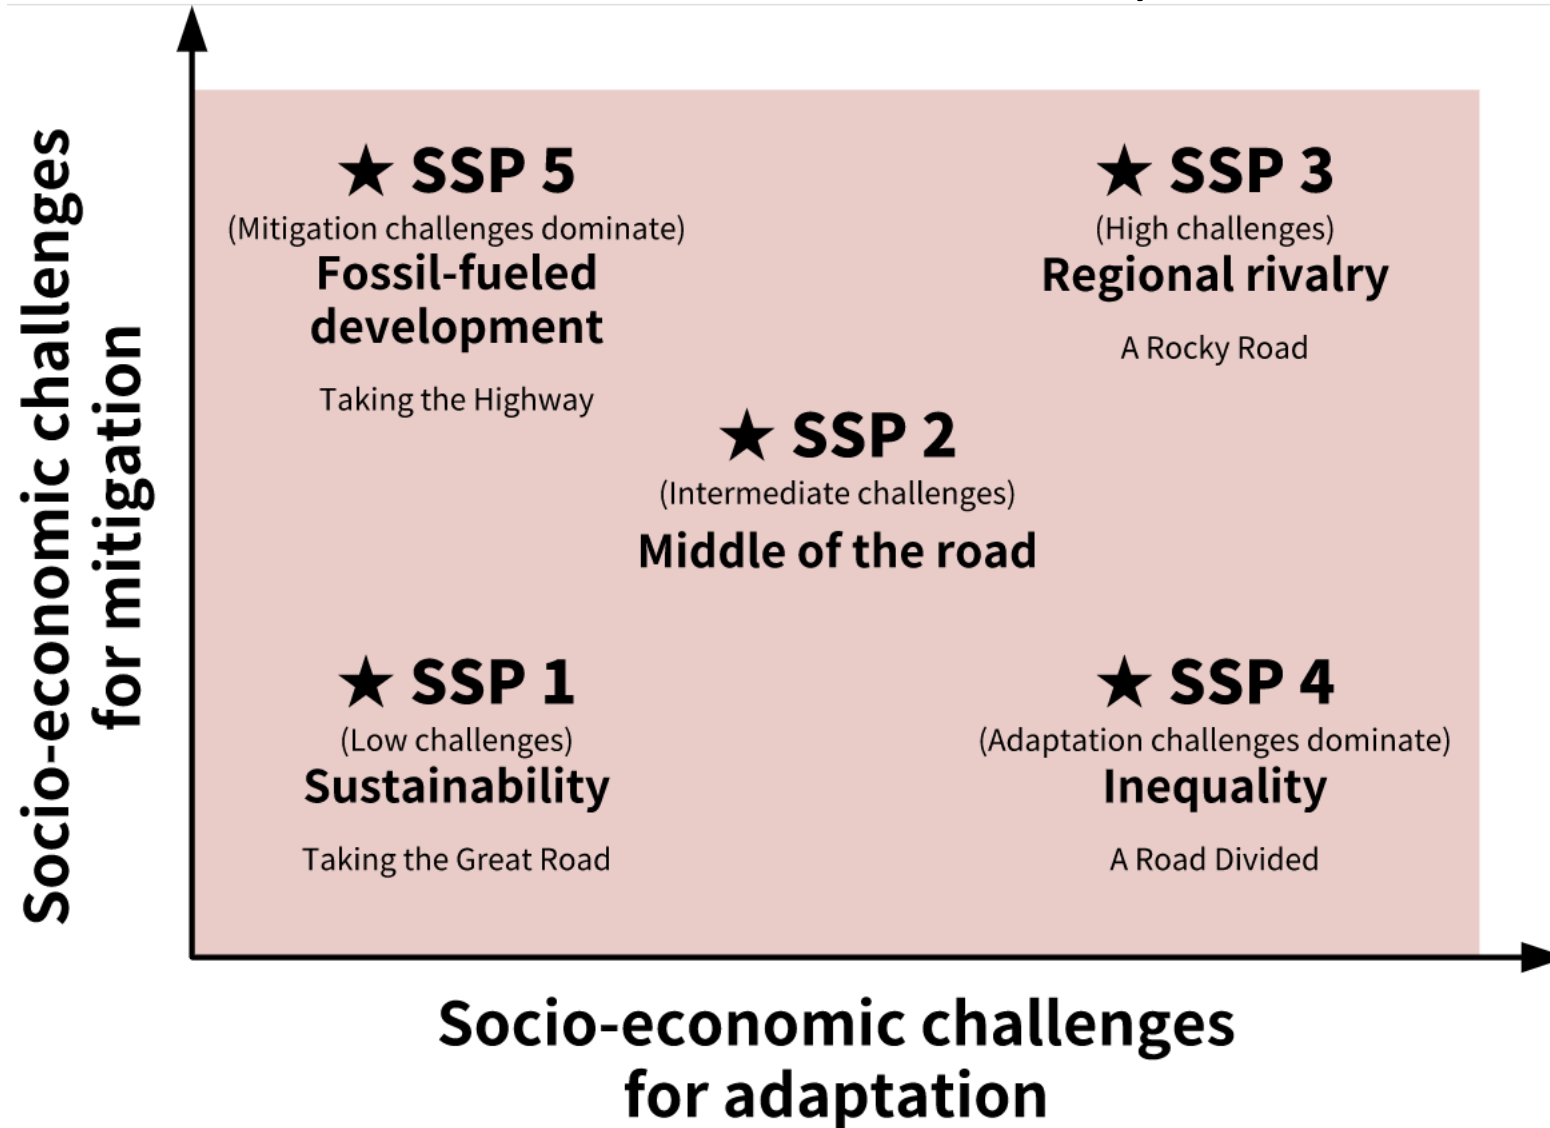 Socio-economic challenges
for mitigation
★ SSP 5
(Mitigation challenges dominate)
Fossil-fueled
development
Taking the Highway
★ SSP 3
(High challenges)
Regional rivalry
A Rocky Road
★ SSP 2
(Intermediate challenges)
Middle of the road
★ SSP 1
(Low challenges)
Sustainability
Taking the Great Road
★ SSP 4
(Adaptation challenges dominate)
Inequality
A Road Divided
Socio-economic challenges
for adaptation